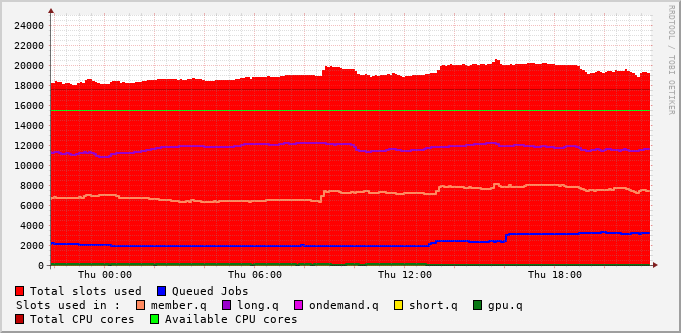 24000
22000
20000
18000
16000
14000
12000
10000
8000
6000
4000
2000
0
Thu 00:00 Thu 06:00 Thu 12:00 Thu 18:00
Total slots used Queued Jobs
Slots used in : member.q long.q ondemand.q short.q gpu.q
Total CPU cores Available CPU cores
RRDTOOL / TOBI OETIKER